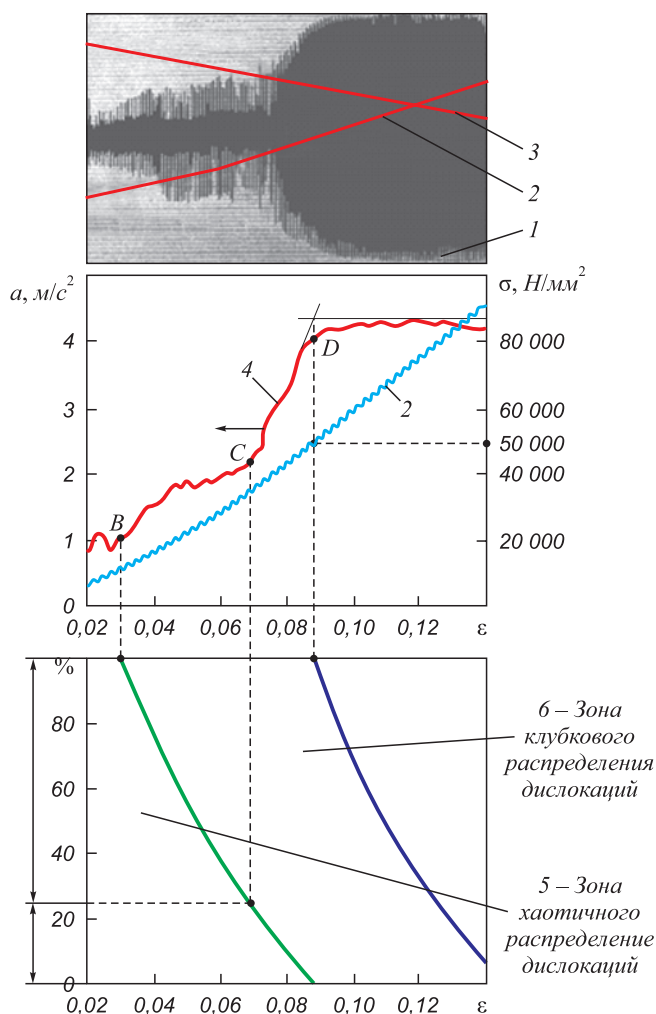 3
2
1
a, м/с²
σ, Н/мм²
4
3
2
1
0
80 000
60 000
50 000
40 000
20 000
4
D
2
C
B
0,02 0,04 0,06 0,08 0,10 0,12 ε
%
80
60
40
20
0
6 – Зона
клубкового
распределения
дислокаций
5 – Зона
хаотичного
распределение
дислокаций
0,02 0,04 0,06 0,08 0,10 0,12 ε